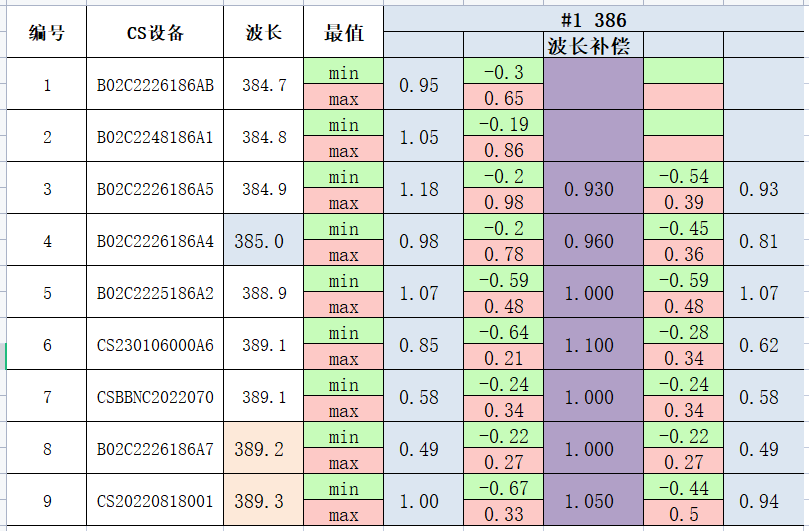 编号 CS设备 波长 最值 #1 386
波长补偿
1 B02C2226186AB 384.7 min 0.95 -0.3
max 0.65
2 B02C2248186A1 384.8 min 1.05 -0.19
max 0.86
3 B02C2226186A5 384.9 min 1.18 -0.2 0.930 -0.54 0.93
max 0.98 0.39
4 B02C2226186A4 385.0 min 0.98 -0.2 0.960 -0.45 0.81
max 0.78 0.36
5 B02C2225186A2 388.9 min 1.07 -0.59 1.000 -0.59 1.07
max 0.48 0.48
6 CS230106000A6 389.1 min 0.85 -0.64 1.100 -0.28 0.62
max 0.21 0.34
7 CSBBNC2022070 389.1 min 0.58 -0.24 1.000 -0.24 0.58
max 0.34 0.34
8 B02C2226186A7 389.2 min 0.49 -0.22 1.000 -0.22 0.49
max 0.27 0.27
9 CS20220818001 389.3 min 1.00 -0.67 1.050 -0.44 0.94
max 0.33 0.5